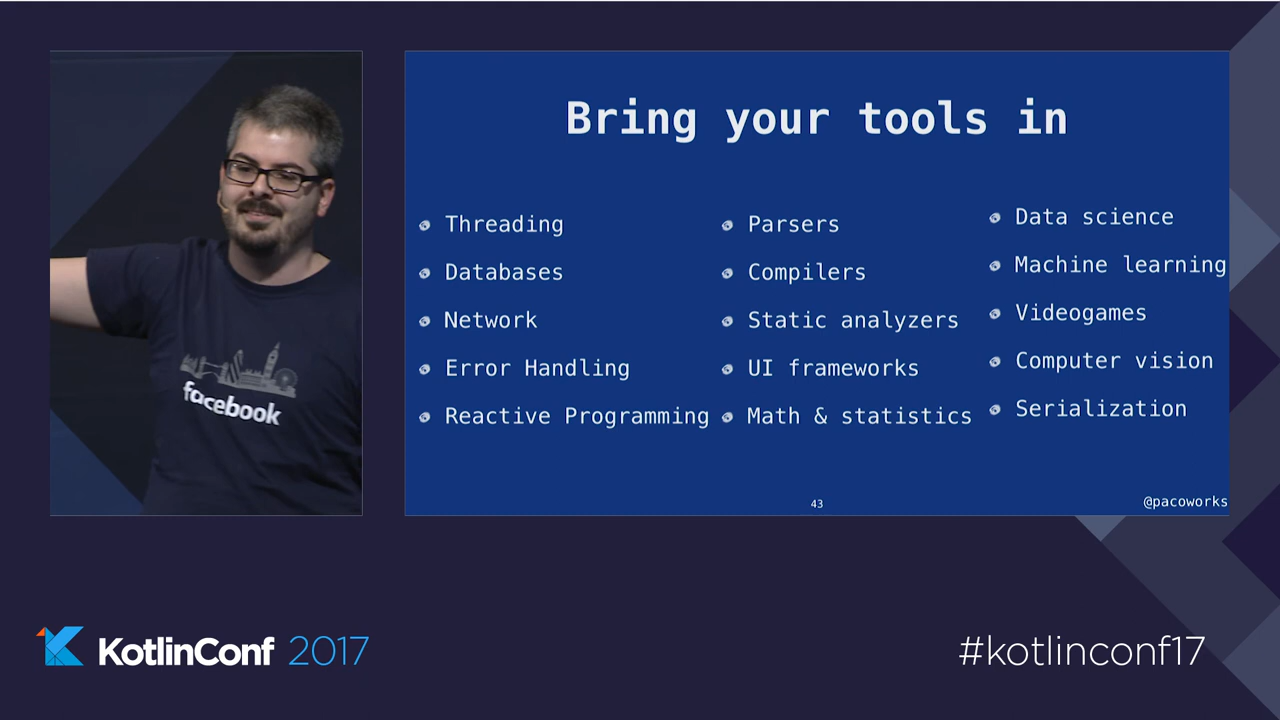 Bring your tools in
Threading
Databases
Network
Error Handling
Reactive Programming
Parsers
Compilers
Static analyzers
UI frameworks
Math & statistics
Data science
Machine learning
Videogames
Computer vision
Serialization
43
@pacoworks
facebook
KotlinConf 2017
#kotlinconf17